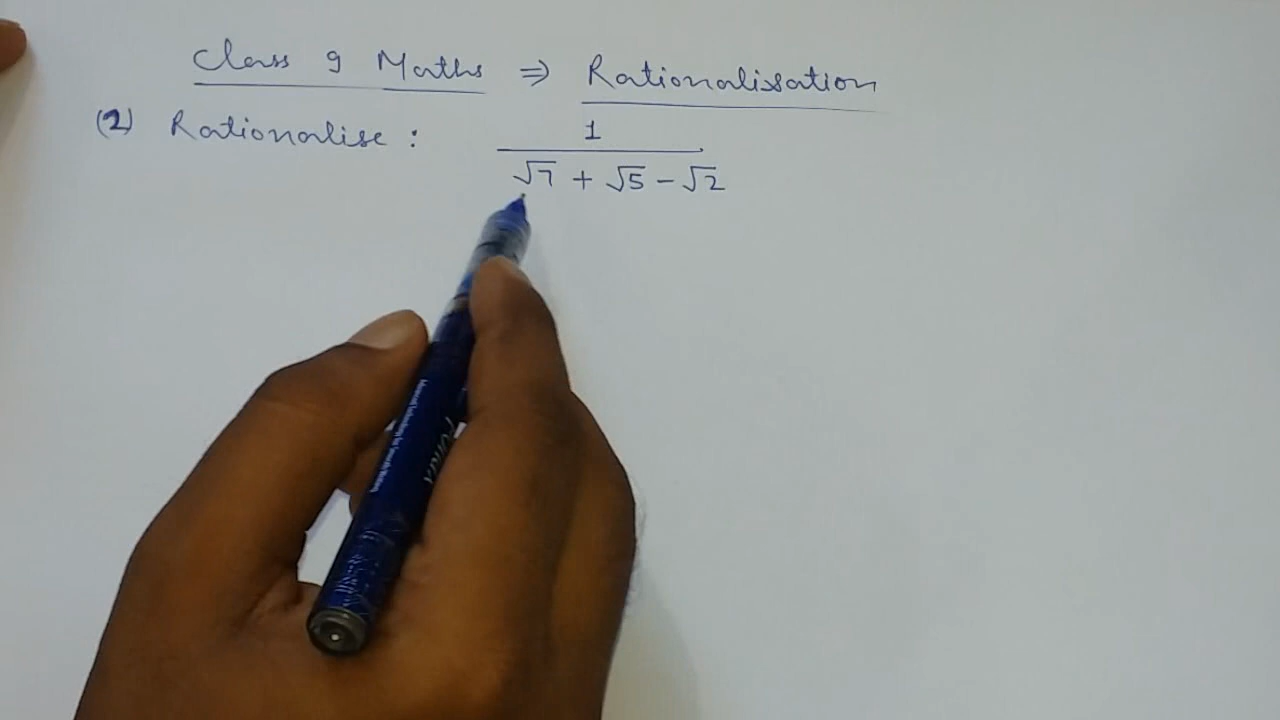 Class 9 Maths ⇒ Rationalisation
(2) Rationalise : 1
√7 + √5 - √2